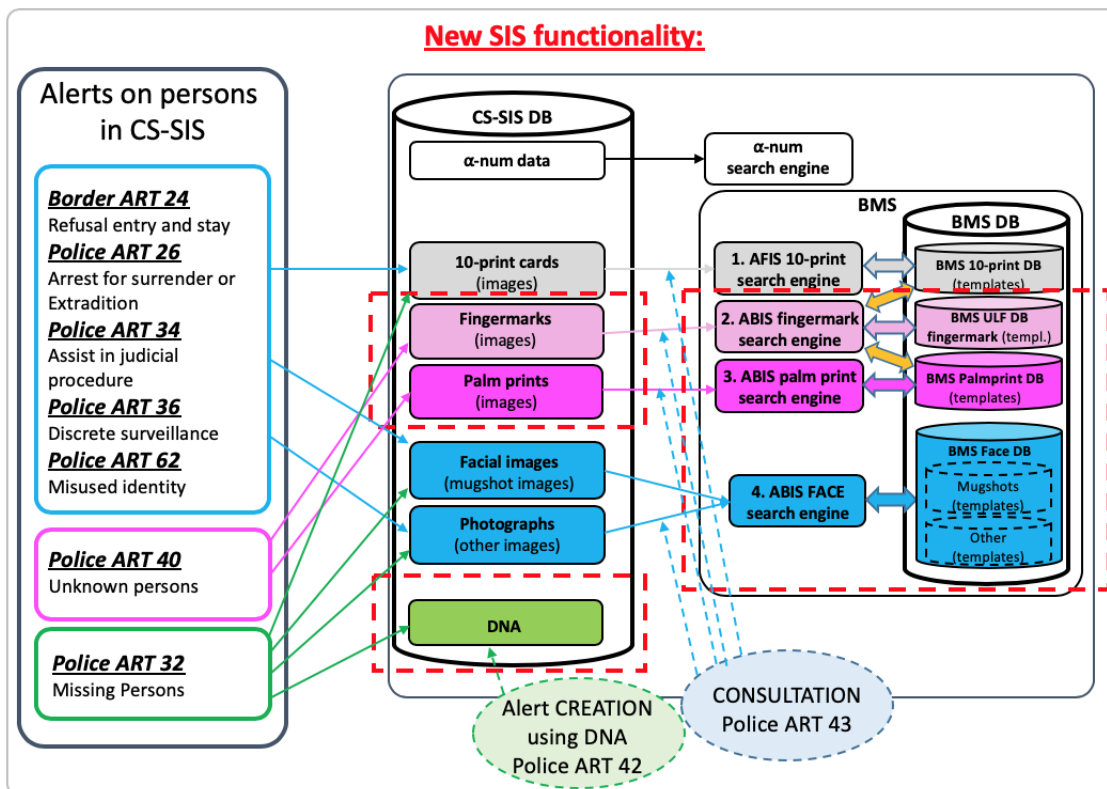 New SIS functionality:
Alerts on persons
in CS-SIS
Border ART 24
Refusal entry and stay
Police ART 26
Arrest for surrender or
Extradition
Police ART 34
Assist in judicial
procedure
Police ART 36
Discrete surveillance
Police ART 62
Misused identity
Police ART 40
Unknown persons
Police ART 32
Missing Persons
CS-SIS DB
α-num data
10-print cards
(images)
Fingermarks
(images)
Palm prints
(images)
Facial images
(mugshot images)
Photographs
(other images)
DNA
Alert CREATION
using DNA
Police ART 42
α-num
search engine
BMS
1. AFIS 10-print
search engine
2. ABIS fingermark
search engine
3. ABIS palm print
search engine
4. ABIS FACE
search engine
BMS DB
BMS 10-print DB
(templates)
BMS ULF DB
fingermark (templ.)
BMS Palmprint DB
(templates)
BMS Face DB
Mugshots
(templates)
Other
(templates)
CONSULTATION
Police ART 43